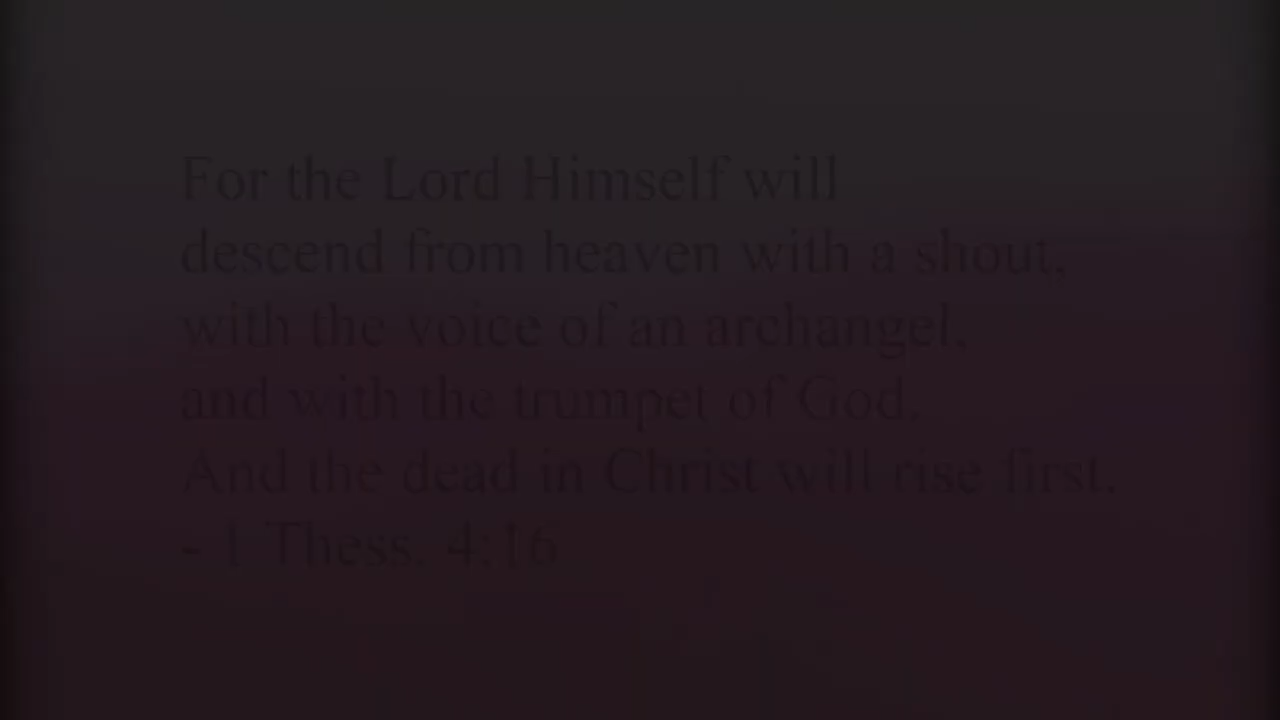 For the Lord Himself will
descend from heaven with a shout,
with the voice of an archangel,
and with the trumpet of God.
And the dead in Christ will rise first.
- 1 Thess. 4:16